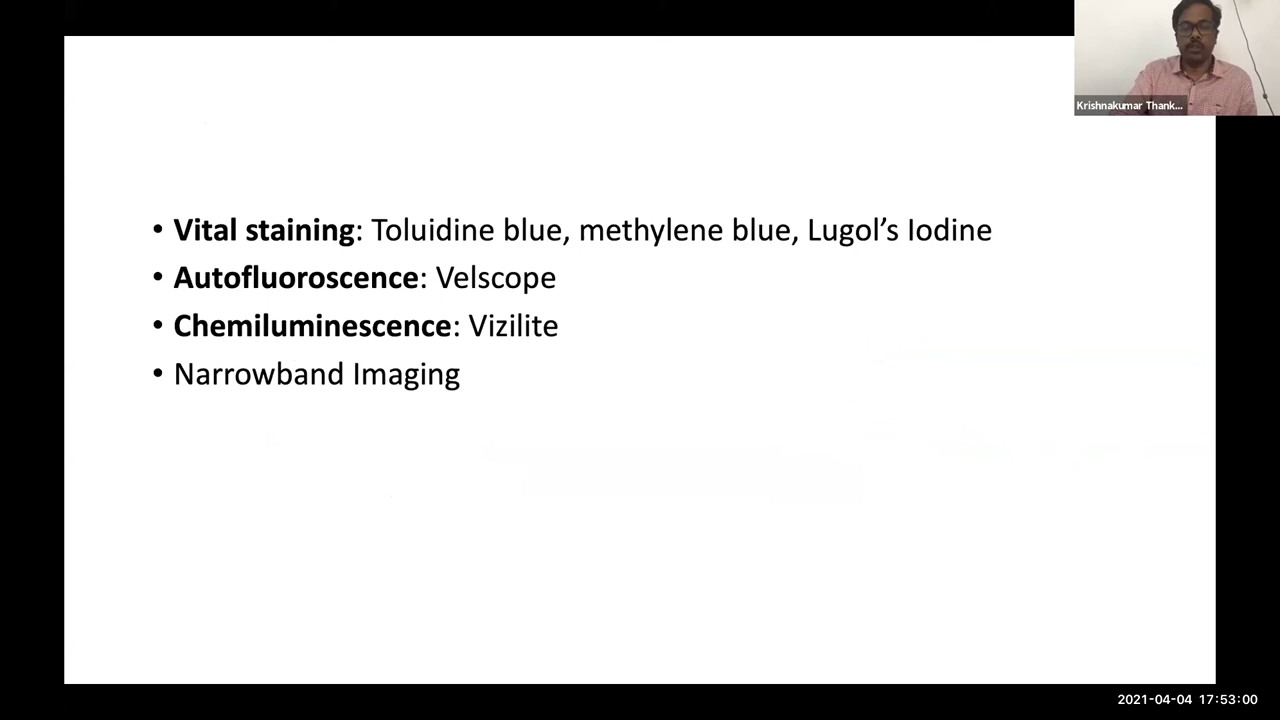 Krishnakumar Thank...
• Vital staining: Toluidine blue, methylene blue, Lugol’s Iodine
• Autofluoroscence: Velscope
• Chemiluminescence: Vizilite
• Narrowband Imaging
2021-04-04 17:53:00